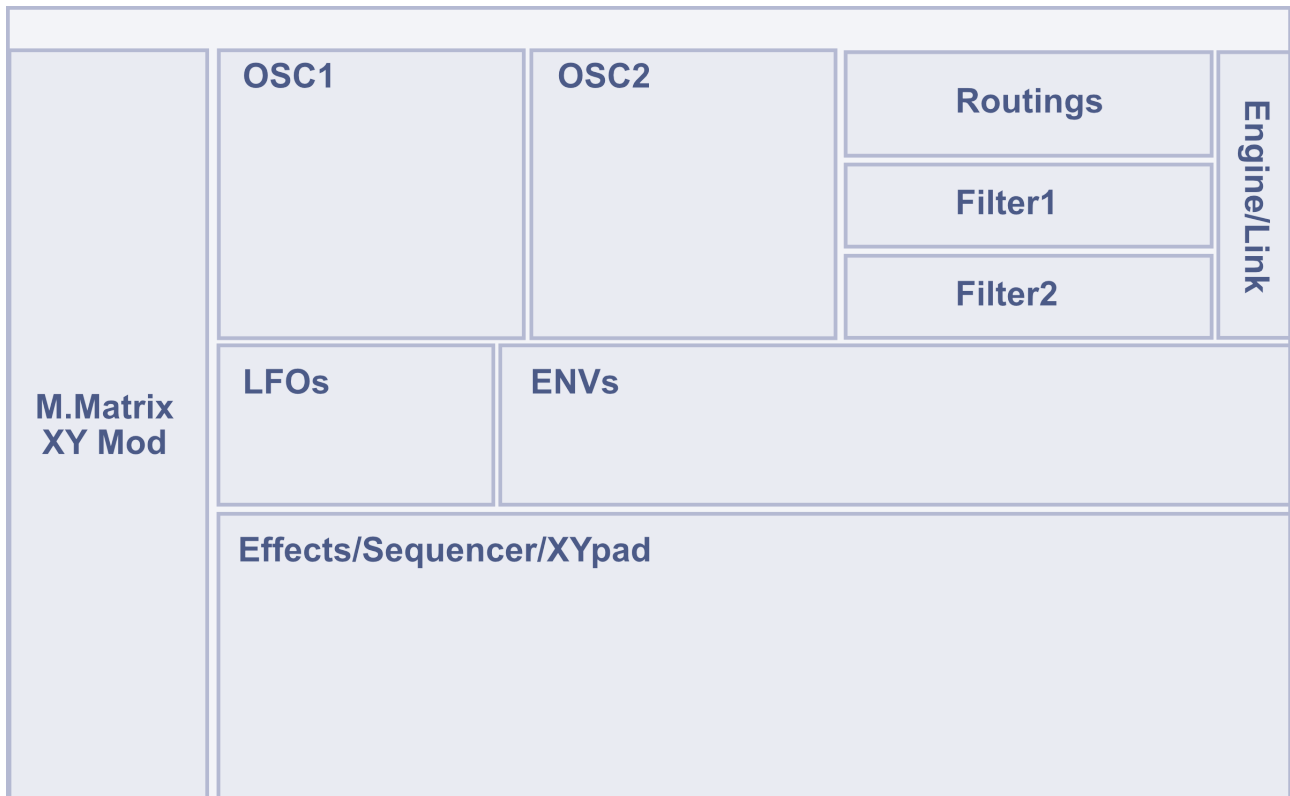 OSC1
OSC2
Routings
Engine/Link
Filter1
Filter2
LFOs
ENVs
M.Matrix
XY Mod
Effects/Sequencer/XYpad